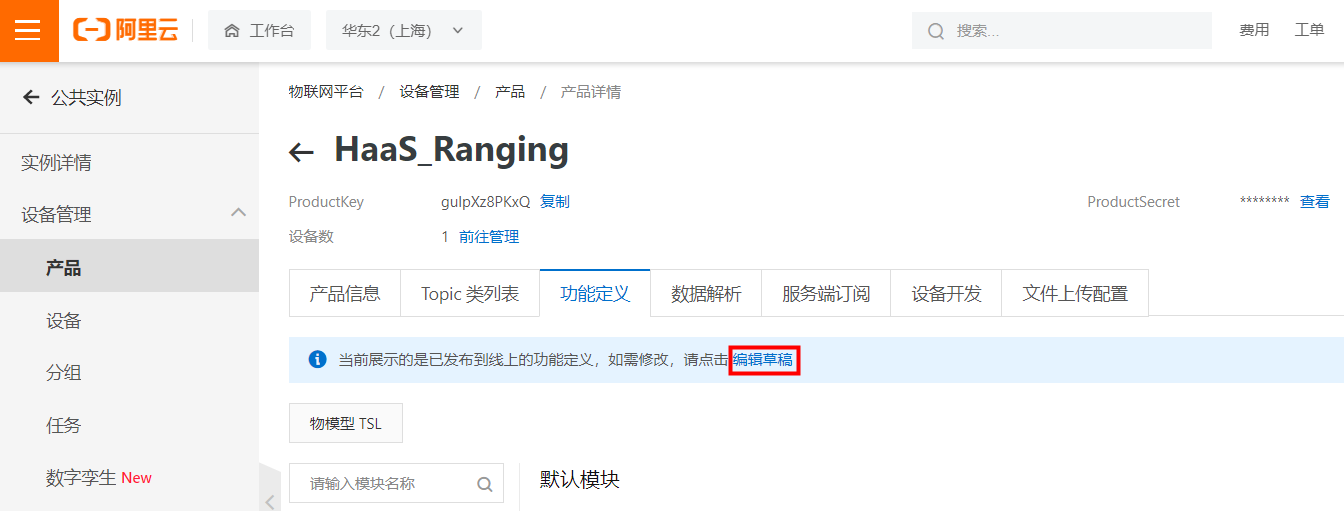 阿里云 工作台 华东2（上海） 搜索... 费用 工单
公共实例
实例详情
设备管理
产品
设备
分组
任务
数字孪生 New
物联网平台 / 设备管理 / 产品 / 产品详情
HaaS_Ranging
ProductKey gulpXz8PKxQ 复制 ProductSecret ******** 查看
设备数 1 前往管理
产品信息 Topic 类列表 功能定义 数据解析 服务端订阅 设备开发 文件上传配置
当前展示的是已发布到线上的功能定义，如需修改，请点击 编辑草稿
物模型 TSL
请输入模块名称 默认模块